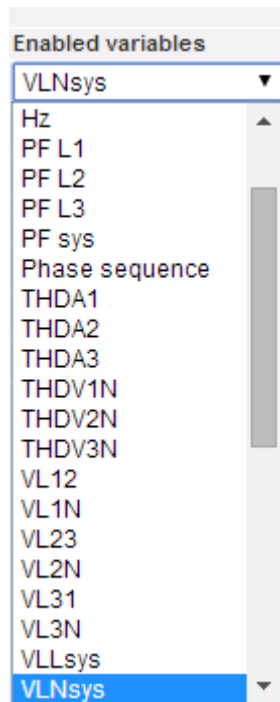 Enabled variables
VLNsys
Hz
PF L1
PF L2
PF L3
PF sys
Phase sequence
THDA1
THDA2
THDA3
THDV1N
THDV2N
THDV3N
VL12
VL1N
VL23
VL2N
VL31
VL3N
VLLsys
VLNsys